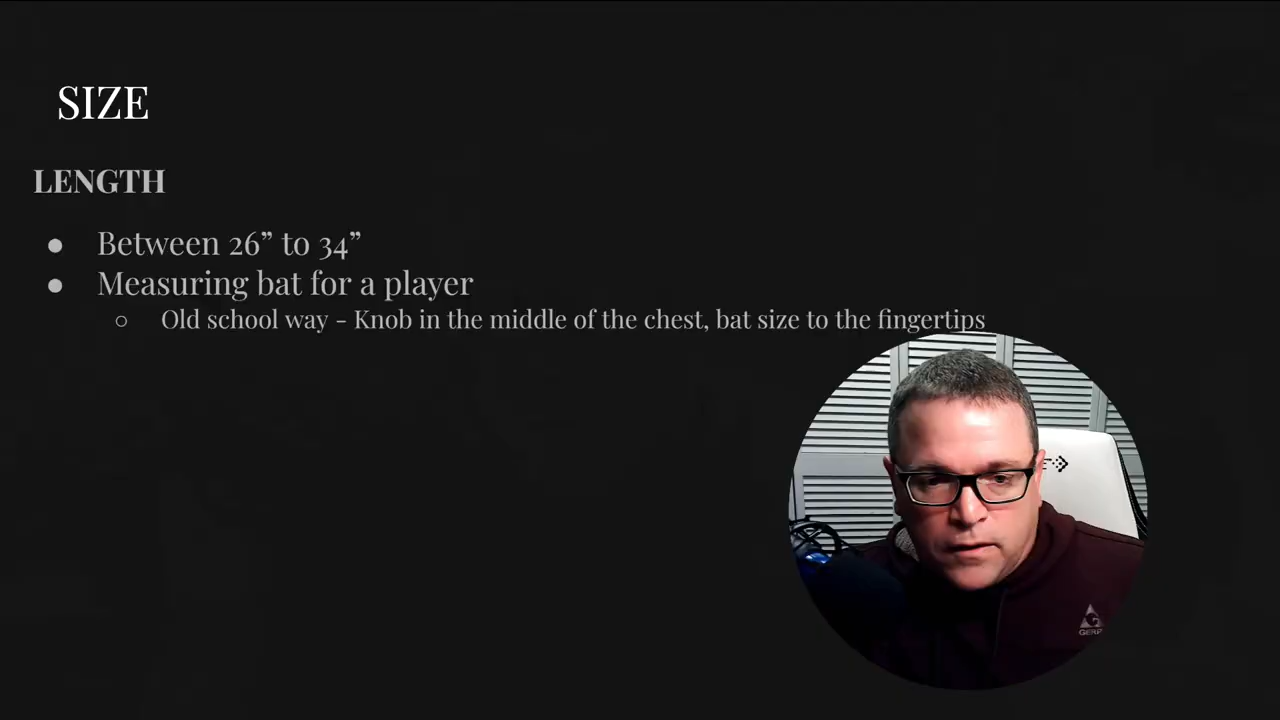 SIZE
LENGTH
● Between 26” to 34”
● Measuring bat for a player
○ Old school way - Knob in the middle of the chest, bat size to the fingertips